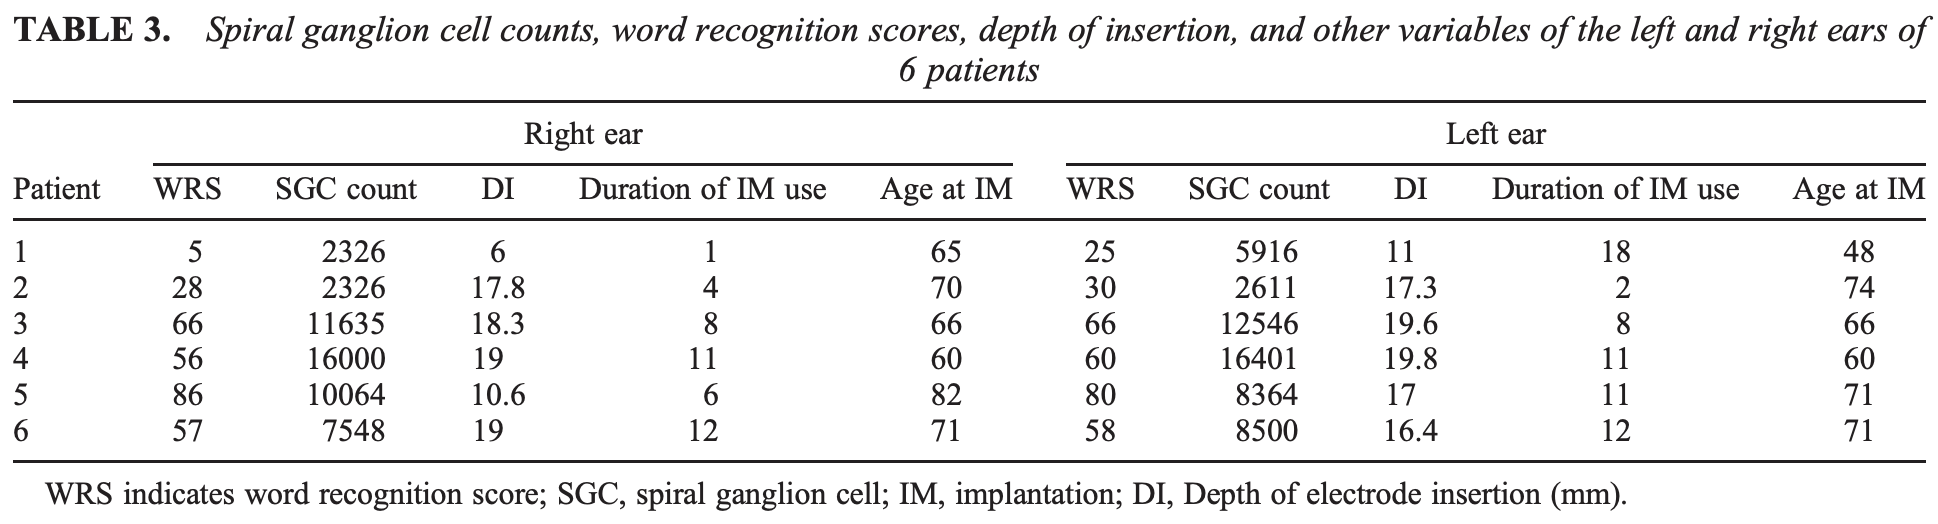 TABLE 3. Spiral ganglion cell counts, word recognition scores, depth of insertion, and other variables of the left and right ears of
6 patients
Right ear Left ear
Patient WRS SGC count DI Duration of IM use Age at IM WRS SGC count DI Duration of IM use Age at IM
1 5 2326 6 1 65 25 5916 11 18 48
2 28 2326 17.8 4 70 30 2611 17.3 2 74
3 66 11635 18.3 8 66 66 12546 19.6 8 66
4 56 16000 19 11 60 60 16401 19.8 11 60
5 86 10064 10.6 6 82 80 8364 17 11 71
6 57 7548 19 12 71 58 8500 16.4 12 71
WRS indicates word recognition score; SGC, spiral ganglion cell; IM, implantation; DI, Depth of electrode insertion (mm).